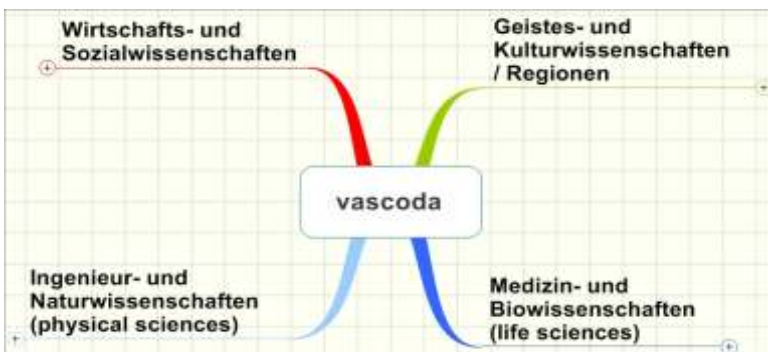 Wirtschafts- und
Sozialwissenschaften
Geistes- und
Kulturwissenschaften
/ Regionen
vascoda
Ingenieur- und
Naturwissenschaften
(physical sciences)
Medizin- und
Biowissenschaften
(life sciences)